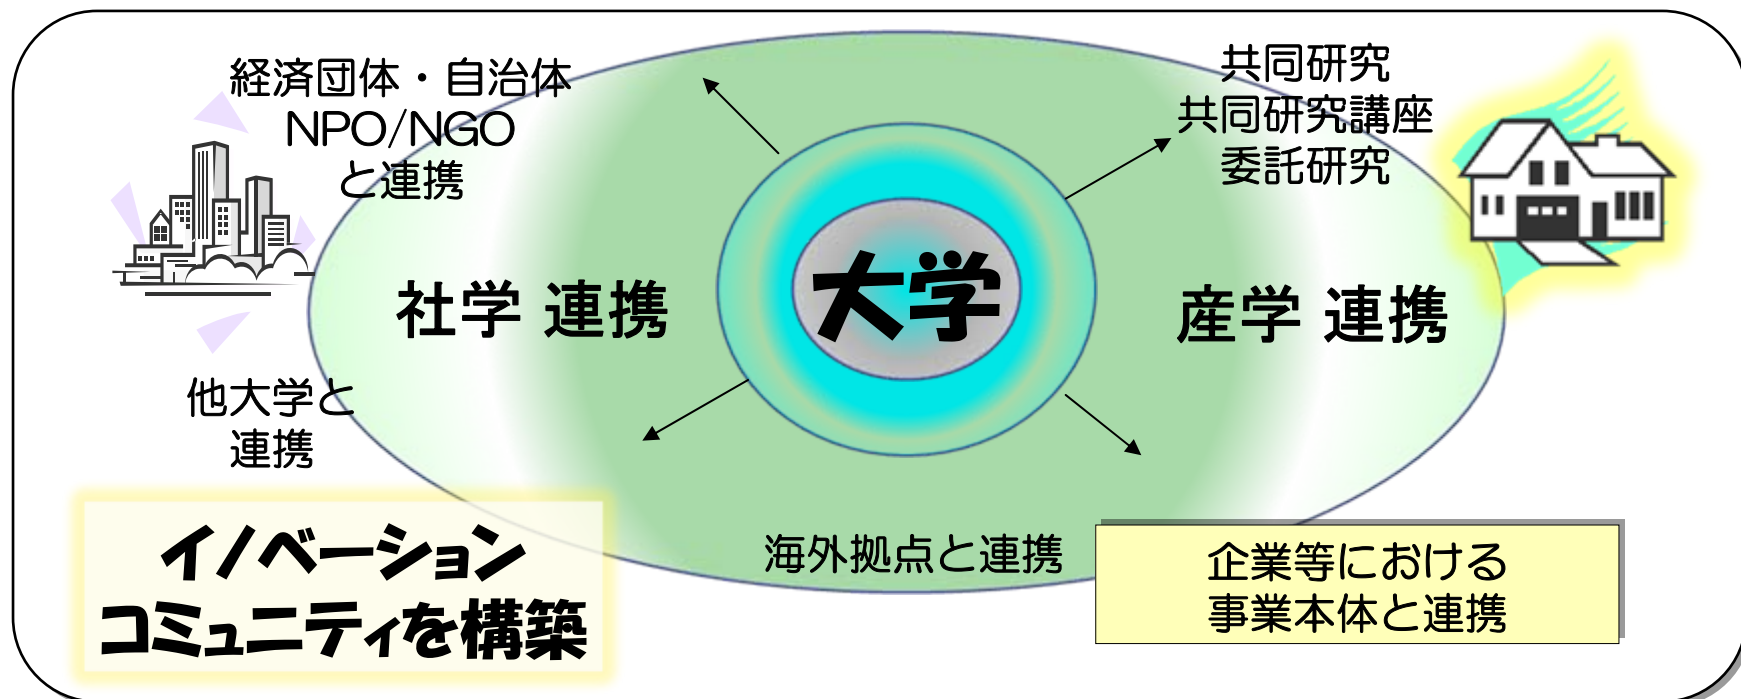 経済団体・自治体
NPO/NGO
と連携
共同研究
共同研究講座
委託研究
大学
社学 連携
産学 連携
他大学と
連携
海外拠点と連携
イノベーション
コミュニティを構築
企業等における
事業本体と連携